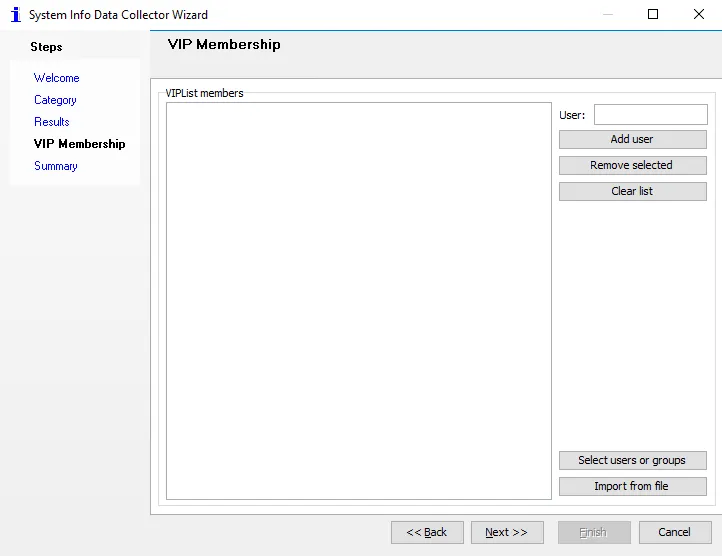 System Info Data Collector Wizard
Steps
Welcome
Category
Results
VIP Membership
Summary
VIP Membership
VIPList members
User:
Add user
Remove selected
Clear list
Select users or groups
Import from file
<< Back
Next >>
Finish
Cancel